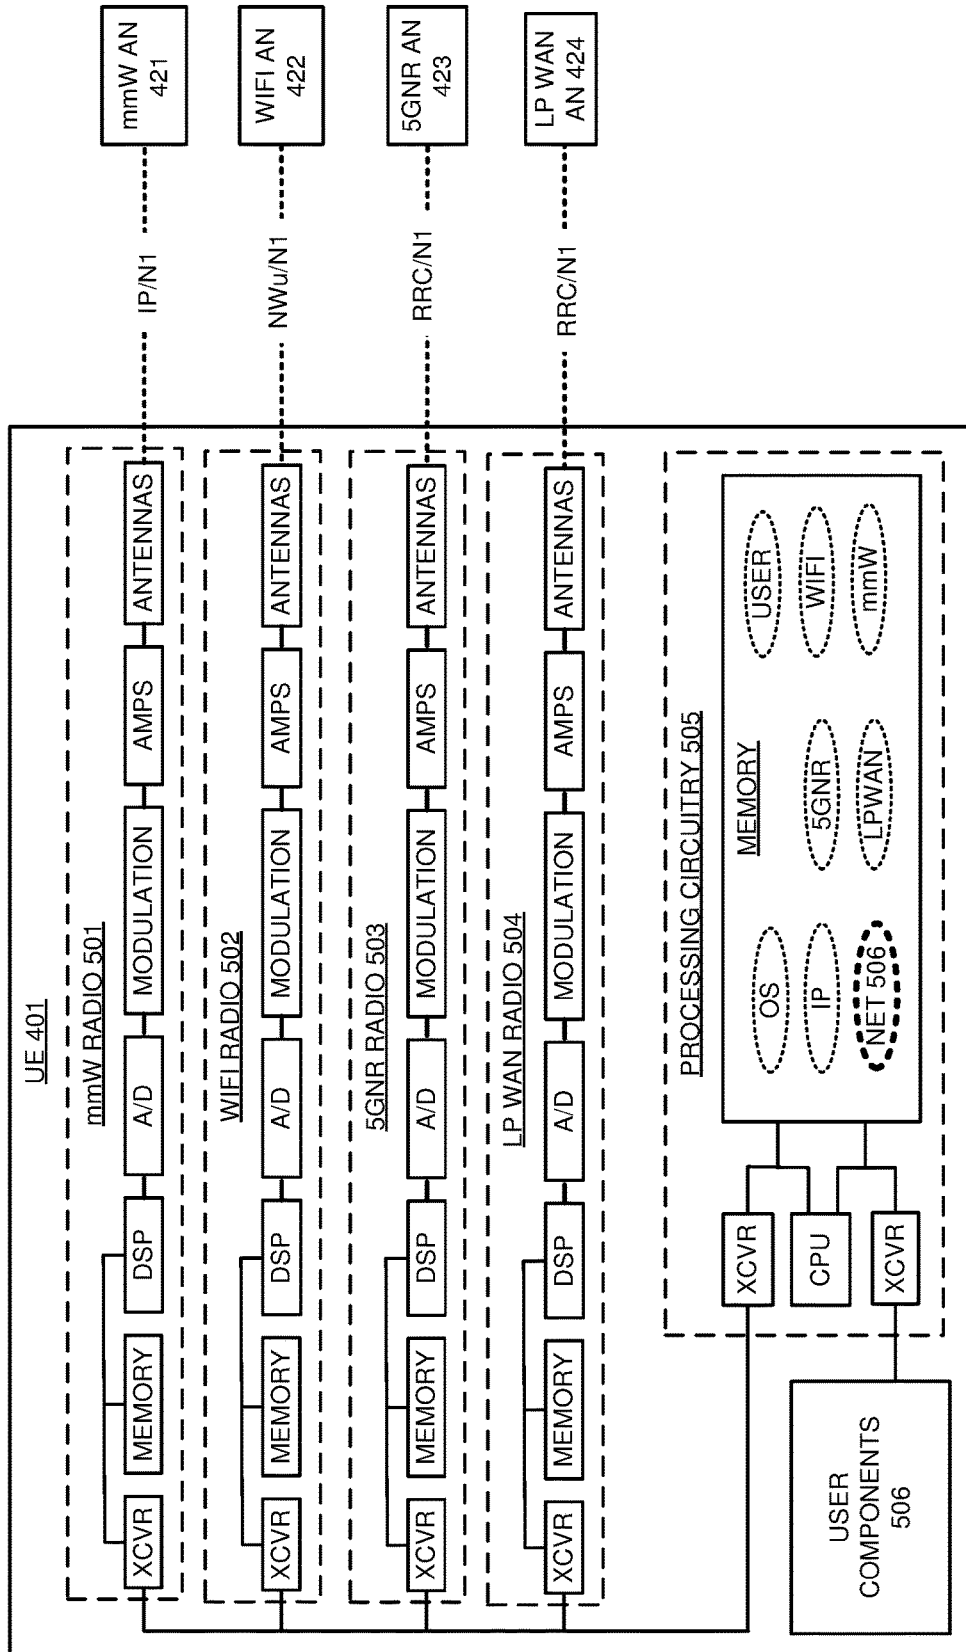 UE 401
mmW RADIO 501
XCVR
MEMORY
DSP
A/D
MODULATION
AMPS
ANTENNAS
IP/N1
mmW AN
421
WIFI RADIO 502
XCVR
MEMORY
DSP
A/D
MODULATION
AMPS
ANTENNAS
NWu/N1
WIFI AN
422
5GNR RADIO 503
XCVR
MEMORY
DSP
A/D
MODULATION
AMPS
ANTENNAS
RRC/N1
5GNR AN
423
LP WAN RADIO 504
XCVR
MEMORY
DSP
A/D
MODULATION
AMPS
ANTENNAS
RRC/N1
LP WAN
AN 424
PROCESSING CIRCUITRY 505
XCVR
CPU
XCVR
MEMORY
OS
USER
IP
5GNR
WIFI
NET 506
LPWAN
mmW
USER
COMPONENTS
506